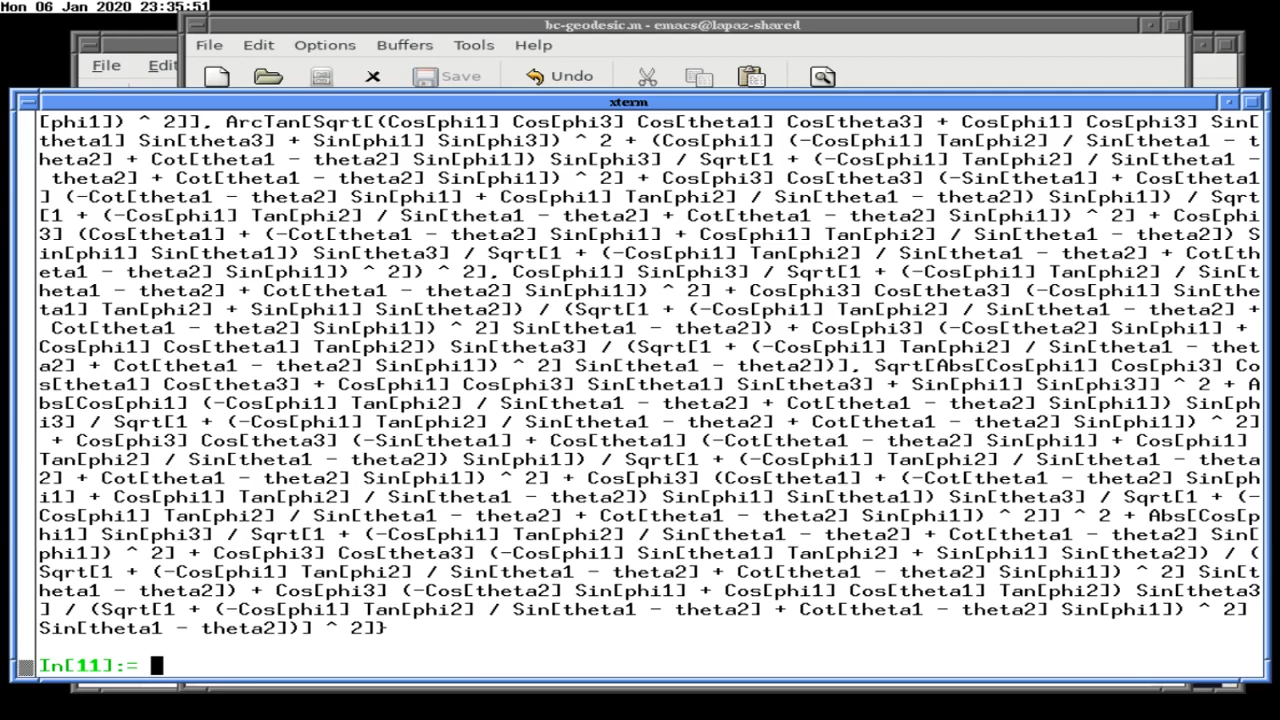 Mon 06 Jan 2020 23:35:51
bc-geodesic.m - emacs@lapaz-shared
File Edit Options Buffers Tools Help
File Edit
Save Undo
xterm
[phi1]) ^ 2]], ArcTan[Sqrt[(Cos[phi1] Cos[phi3] Cos[theta1] Cos[theta3] + Cos[phi1] Cos[phi3] Sin[
theta1] Sin[theta3] + Sin[phi1] Sin[phi3]) ^ 2 + (Cos[phi1] (-Cos[phi1] Tan[phi2] / Sin[theta1 - t
heta2] + Cot[theta1 - theta2] Sin[phi1]) Sin[phi3] / Sqrt[1 + (-Cos[phi1] Tan[phi2] / Sin[theta1 -
 theta2] + Cot[theta1 - theta2] Sin[phi1]) ^ 2] + Cos[phi3] Cos[theta3] (-Sin[theta1] + Cos[theta1
] (-Cot[theta1 - theta2] Sin[phi1] + Cos[phi1] Tan[phi2] / Sin[theta1 - theta2]) Sin[phi1]) / Sqrt
[1 + (-Cos[phi1] Tan[phi2] / Sin[theta1 - theta2] + Cot[theta1 - theta2] Sin[phi1]) ^ 2] + Cos[phi
3] (Cos[theta1] + (-Cot[theta1 - theta2] Sin[phi1] + Cos[phi1] Tan[phi2] / Sin[theta1 - theta2]) S
in[phi1] Sin[theta1]) Sin[theta3] / Sqrt[1 + (-Cos[phi1] Tan[phi2] / Sin[theta1 - theta2] + Cot[th
eta1 - theta2] Sin[phi1]) ^ 2]) ^ 2], Cos[phi1] Sin[phi3] / Sqrt[1 + (-Cos[phi1] Tan[phi2] / Sin[t
heta1 - theta2] + Cot[theta1 - theta2] Sin[phi1]) ^ 2] + Cos[phi3] Cos[theta3] (-Cos[phi1] Sin[the
ta1] Tan[phi2] + Sin[phi1] Sin[theta2]) / (Sqrt[1 + (-Cos[phi1] Tan[phi2] / Sin[theta1 - theta2] +
 Cot[theta1 - theta2] Sin[phi1]) ^ 2] Sin[theta1 - theta2]) + Cos[phi3] (-Cos[theta2] Sin[phi1] +
Cos[phi1] Cos[theta1] Tan[phi2]) Sin[theta3] / (Sqrt[1 + (-Cos[phi1] Tan[phi2] / Sin[theta1 - thet
a2] + Cot[theta1 - theta2] Sin[phi1]) ^ 2] Sin[theta1 - theta2])], Sqrt[Abs[Cos[phi1] Cos[phi3] Co
s[theta1] Cos[theta3] + Cos[phi1] Cos[phi3] Sin[theta1] Sin[theta3] + Sin[phi1] Sin[phi3]] ^ 2 + A
bs[Cos[phi1] (-Cos[phi1] Tan[phi2] / Sin[theta1 - theta2] + Cot[theta1 - theta2] Sin[phi1]) Sin[ph
i3] / Sqrt[1 + (-Cos[phi1] Tan[phi2] / Sin[theta1 - theta2] + Cot[theta1 - theta2] Sin[phi1]) ^ 2]
 + Cos[phi3] Cos[theta3] (-Sin[theta1] + Cos[theta1] (-Cot[theta1 - theta2] Sin[phi1] + Cos[phi1]
Tan[phi2] / Sin[theta1 - theta2]) Sin[phi1]) / Sqrt[1 + (-Cos[phi1] Tan[phi2] / Sin[theta1 - theta
2] + Cot[theta1 - theta2] Sin[phi1]) ^ 2] + Cos[phi3] (Cos[theta1] + (-Cot[theta1 - theta2] Sin[ph
i1] + Cos[phi1] Tan[phi2] / Sin[theta1 - theta2]) Sin[phi1] Sin[theta1]) Sin[theta3] / Sqrt[1 + (-
Cos[phi1] Tan[phi2] / Sin[theta1 - theta2] + Cot[theta1 - theta2] Sin[phi1]) ^ 2]] ^ 2 + Abs[Cos[p
hi1] Sin[phi3] / Sqrt[1 + (-Cos[phi1] Tan[phi2] / Sin[theta1 - theta2] + Cot[theta1 - theta2] Sin[
phi1]) ^ 2] + Cos[phi3] Cos[theta3] (-Cos[phi1] Sin[theta1] Tan[phi2] + Sin[phi1] Sin[theta2]) / (
Sqrt[1 + (-Cos[phi1] Tan[phi2] / Sin[theta1 - theta2] + Cot[theta1 - theta2] Sin[phi1]) ^ 2] Sin[t
heta1 - theta2]) + Cos[phi3] (-Cos[theta2] Sin[phi1] + Cos[phi1] Cos[theta1] Tan[phi2]) Sin[theta3
] / (Sqrt[1 + (-Cos[phi1] Tan[phi2] / Sin[theta1 - theta2] + Cot[theta1 - theta2] Sin[phi1]) ^ 2]
Sin[theta1 - theta2])] ^ 2]}
In[11]:=